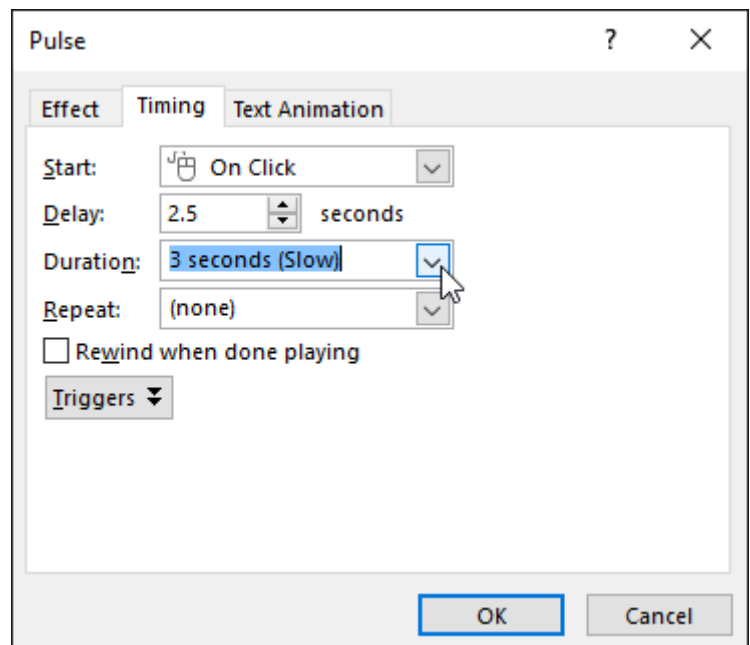 Pulse ?
Effect Timing Text Animation
Start: On Click
Delay: 2.5 seconds
Duration: 3 seconds (Slow)
Repeat: (none)
Rewind when done playing
Triggers
OK Cancel